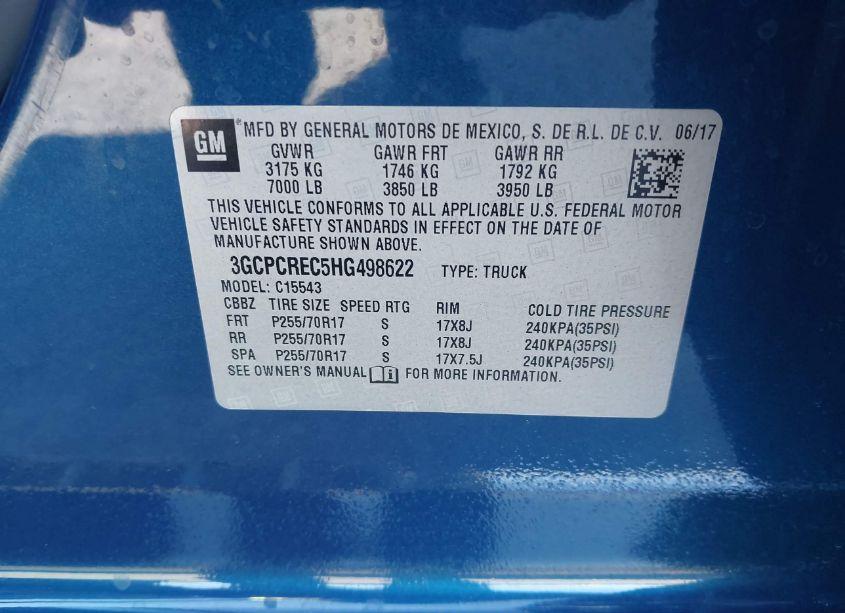 GM ® MFD BY GENERAL MOTORS DE MEXICO, S. DE R.L. DE C.V. 06/17
GVWR GAWR FRT GAWR RR
3175 KG 1746 KG 1792 KG
7000 LB 3850 LB 3950 LB
THIS VEHICLE CONFORMS TO ALL APPLICABLE U.S. FEDERAL MOTOR
VEHICLE SAFETY STANDARDS IN EFFECT ON THE DATE OF
MANUFACTURE SHOWN ABOVE.
3GCPCREC5HG498622 TYPE: TRUCK
MODEL: C15543
CBBZ TIRE SIZE SPEED RTG RIM COLD TIRE PRESSURE
FRT P255/70R17 S 17X8J 240KPA(35PSI)
RR P255/70R17 S 17X8J 240KPA(35PSI)
SPA P255/70R17 S 17X7.5J 240KPA(35PSI)
SEE OWNER'S MANUAL FOR MORE INFORMATION.